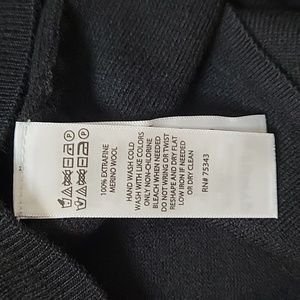 100% EXTRAFINE
MERINO WOOL
HAND WASH COLD
WASH WITH LIKE COLORS
ONLY NON-CHLORINE
BLEACH WHEN NEEDED
DO NOT WRING OR TWIST
RESHAPE AND DRY FLAT
LOW IRON IF NEEDED
OR DRY CLEAN
RN# 75343